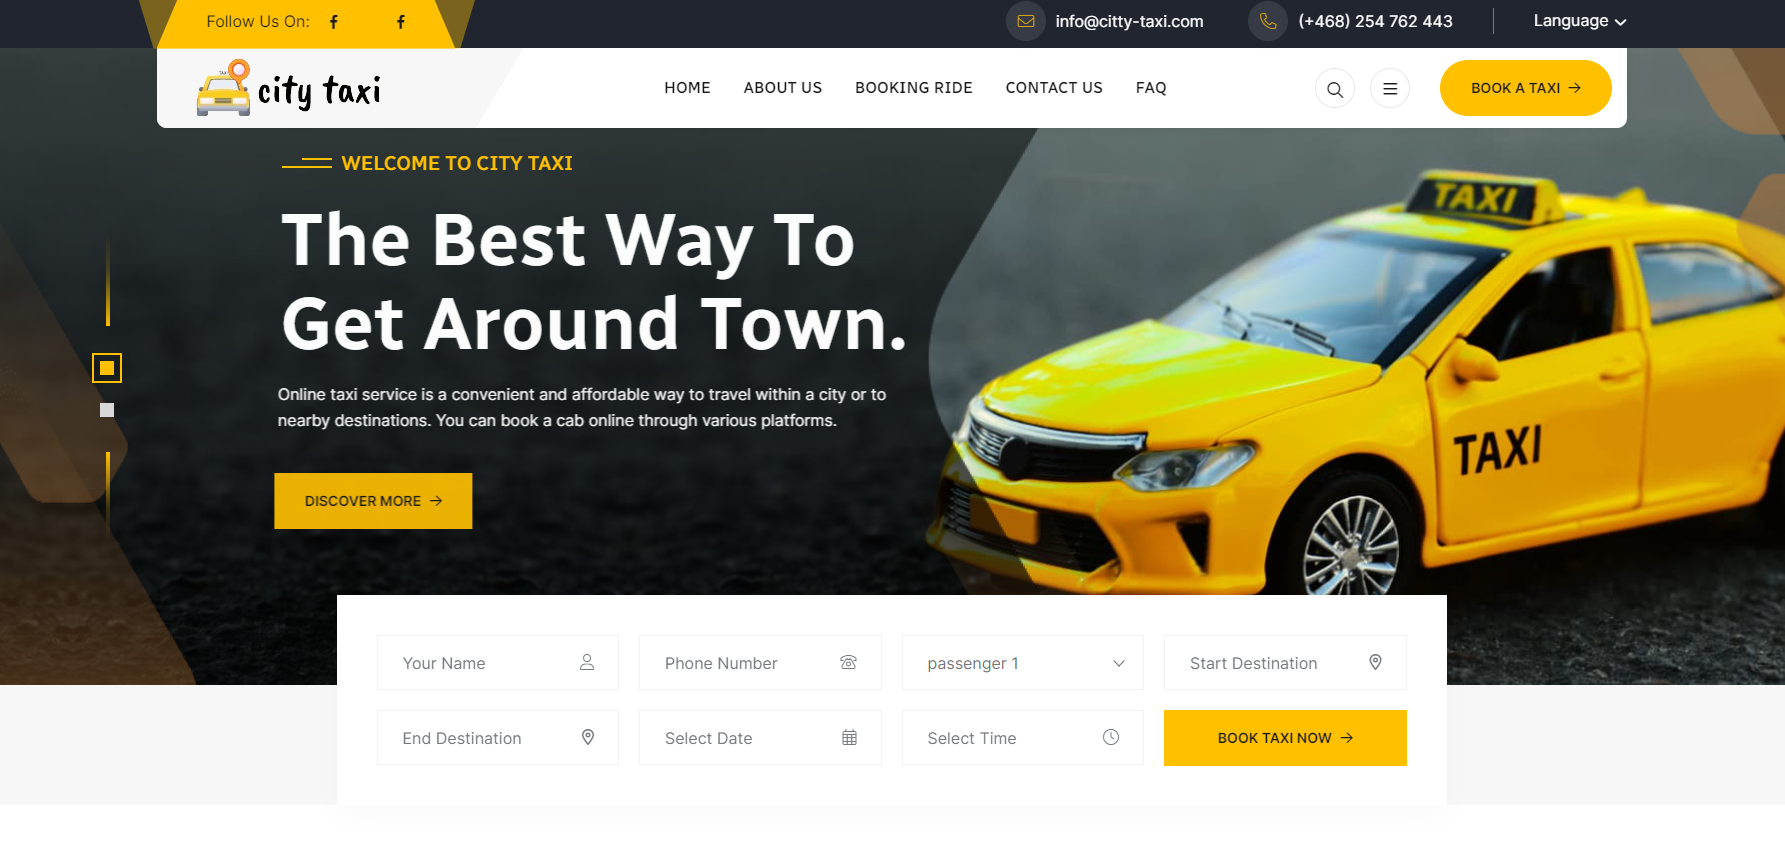 Follow Us On:
info@citty-taxi.com
(+468) 254 762 443
Language
TAXI
city taxi
HOME
ABOUT US
BOOKING RIDE
CONTACT US
FAQ
BOOK A TAXI
WELCOME TO CITY TAXI
The Best Way To
Get Around Town.
Online taxi service is a convenient and affordable way to travel within a city or to
nearby destinations. You can book a cab online through various platforms.
DISCOVER MORE
TAXI
TAXI
Your Name
Phone Number
passenger 1
Start Destination
End Destination
Select Date
Select Time
BOOK TAXI NOW